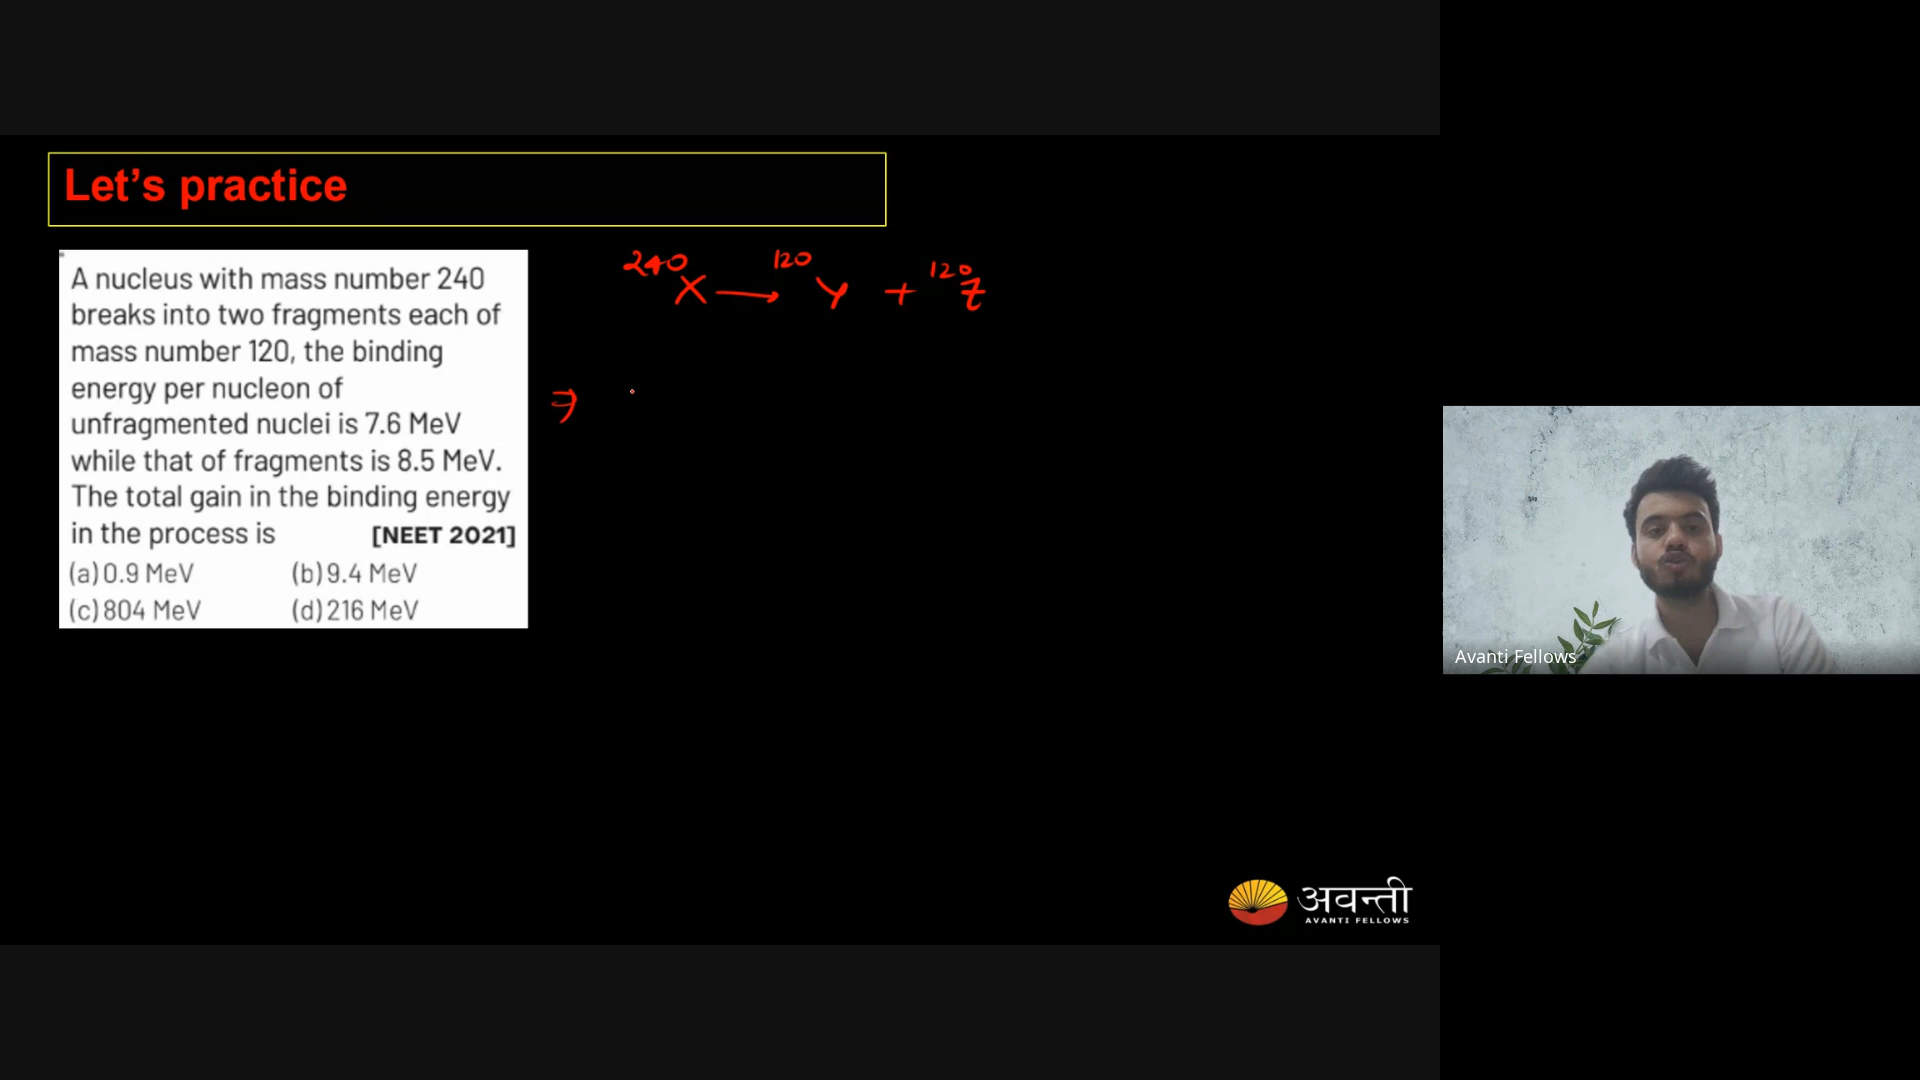 Let’s practice
A nucleus with mass number 240
breaks into two fragments each of
mass number 120, the binding
energy per nucleon of
unfragmented nuclei is 7.6 MeV
while that of fragments is 8.5 MeV.
The total gain in the binding energy
in the process is [NEET 2021]
(a) 0.9 MeV (b) 9.4 MeV
(c) 804 MeV (d) 216 MeV
²⁴⁰X → ¹²⁰Y + ¹²⁰Z
⇒
Avanti Fellows
अवन्ती
AVANTI FELLOWS